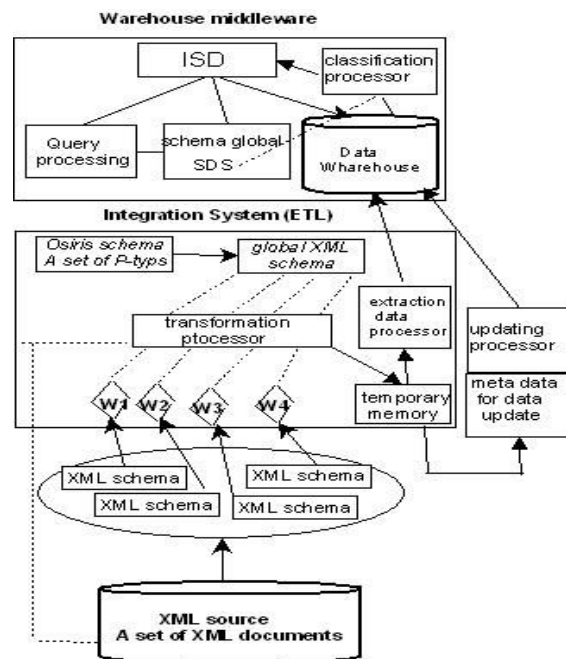 Warehouse middleware
ISD
classification
processor
Query
processing
schema global
SDS
Data
Wharehouse
Integration System (ETL)
Osiris schema
A set of P-typs
global XML
schema
extraction
data
processor
transformation
ptocessor
updating
processor
W1
W2
W3
W4
temporary
memory
meta data
for data
update
XML schema
XML schema
XML schema
XML schema
XML source
A set of XML documents